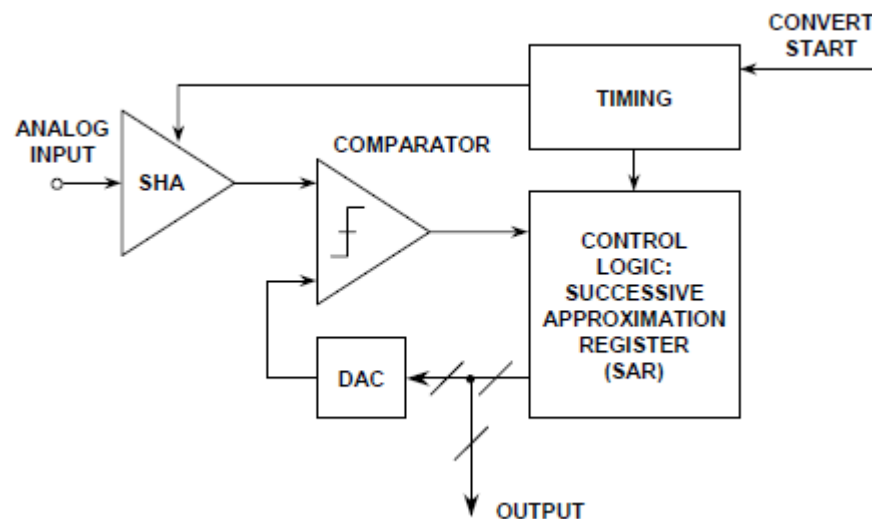 CONVERT
START
TIMING
ANALOG
INPUT
COMPARATOR
SHA
CONTROL
LOGIC:
SUCCESSIVE
APPROXIMATION
REGISTER
(SAR)
DAC
OUTPUT